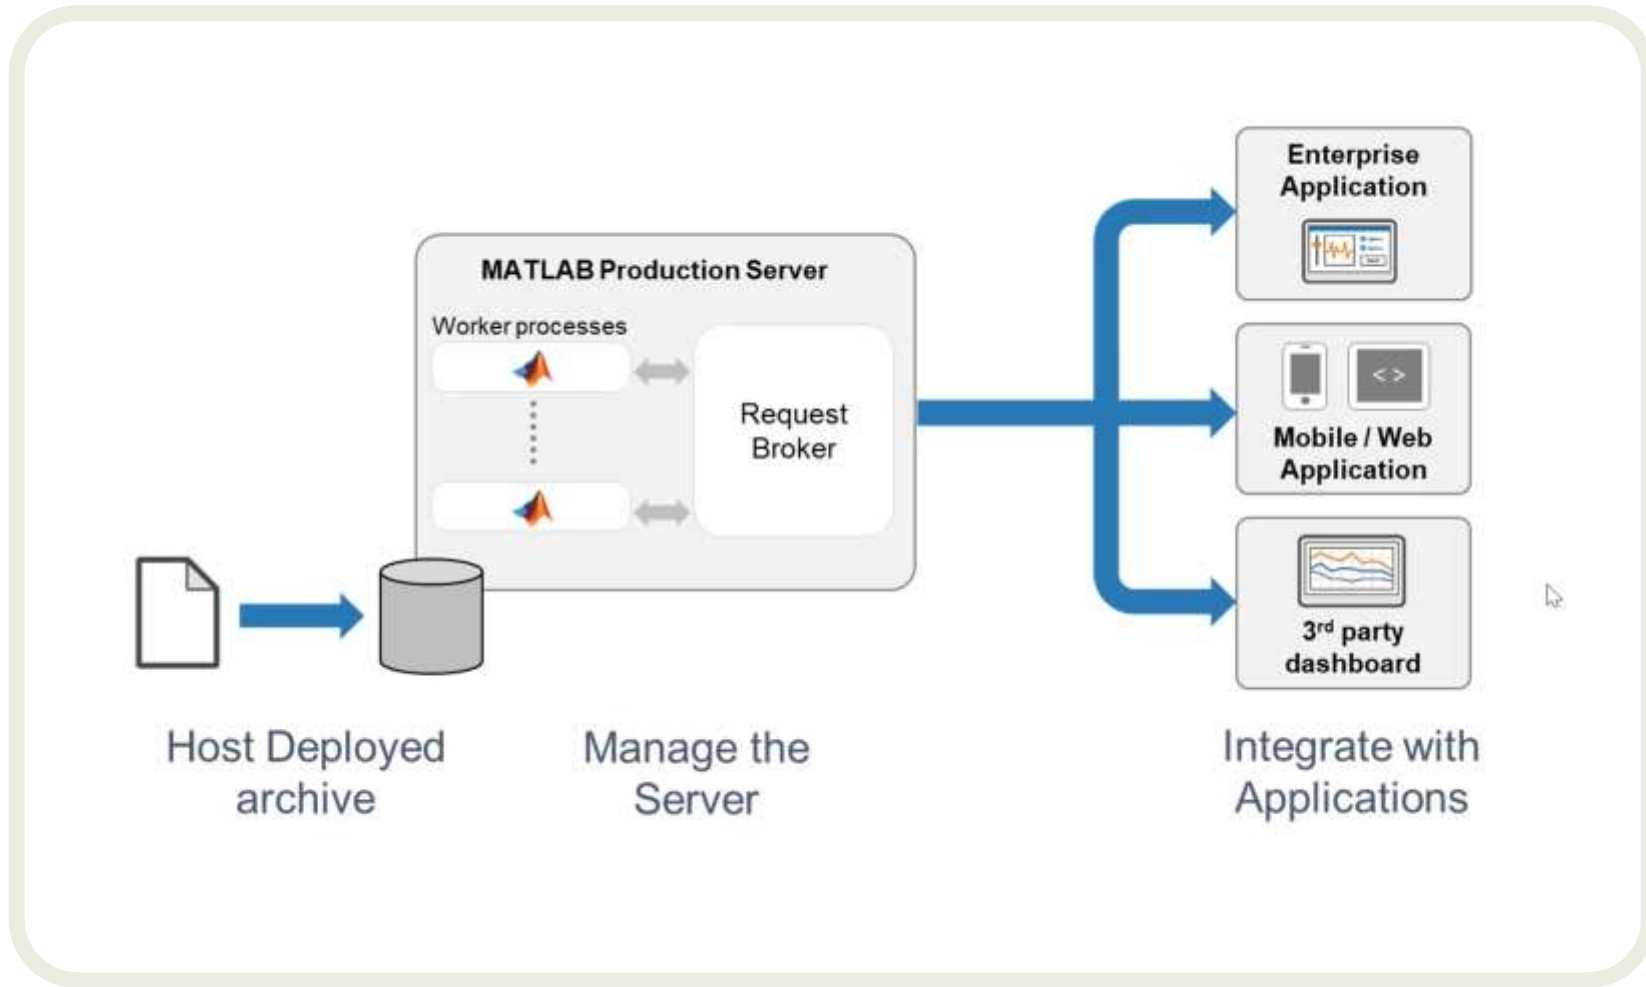 MATLAB Production Server
Worker processes
Request
Broker
Enterprise
Application
< >
Mobile / Web
Application
3rd party
dashboard
Host Deployed
archive
Manage the
Server
Integrate with
Applications